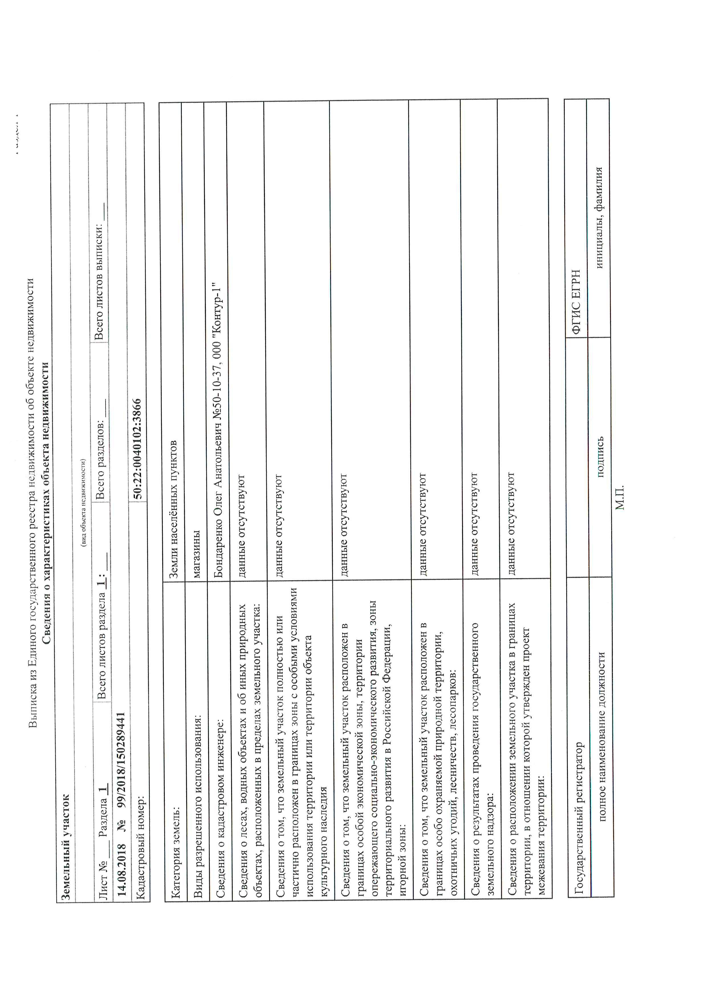 Выписка из Единого государственного реестра недвижимости об объекте недвижимости
Сведения о характеристиках объекта недвижимости
Земельный участок
(вид объекта недвижимости)
Лист № ___ Раздела 1 Всего листов раздела 1 : ___ Всего разделов: ___ Всего листов выписки: ___
14.08.2018 № 99/2018/150289441
Кадастровый номер: 50:22:0040102:3866
Категория земель: Земли населённых пунктов
Виды разрешенного использования: магазины
Сведения о кадастровом инженере: Бондаренко Олег Анатольевич №50-10-37, ООО "Контур-1"
Сведения о лесах, водных объектах и об иных природных
объектах, расположенных в пределах земельного участка:
данные отсутствуют
Сведения о том, что земельный участок полностью или
частично расположен в границах зоны с особыми условиями
использования территории или территории объекта
культурного наследия
данные отсутствуют
Сведения о том, что земельный участок расположен в
границах особой экономической зоны, территории
опережающего социально-экономического развития, зоны
территориального развития в Российской Федерации,
игорной зоны:
данные отсутствуют
Сведения о том, что земельный участок расположен в
границах особо охраняемой природной территории,
охотничьих угодий, лесничеств, лесопарков:
данные отсутствуют
Сведения о результатах проведения государственного
земельного надзора:
данные отсутствуют
Сведения о расположении земельного участка в границах
территории, в отношении которой утвержден проект
межевания территории:
данные отсутствуют
Государственный регистратор ФГИС ЕГРН
полное наименование должности подпись инициалы, фамилия
М.П.